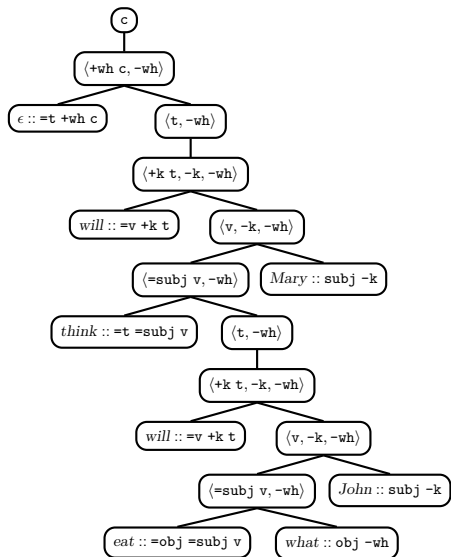 c
⟨+wh c, -wh⟩
ϵ :: =t +wh c
⟨t, -wh⟩
⟨+k t, -k, -wh⟩
will :: =v +k t
⟨v, -k, -wh⟩
⟨=subj v, -wh⟩
Mary :: subj -k
think :: =t =subj v
⟨t, -wh⟩
⟨+k t, -k, -wh⟩
will :: =v +k t
⟨v, -k, -wh⟩
⟨=subj v, -wh⟩
John :: subj -k
eat :: =obj =subj v
what :: obj -wh